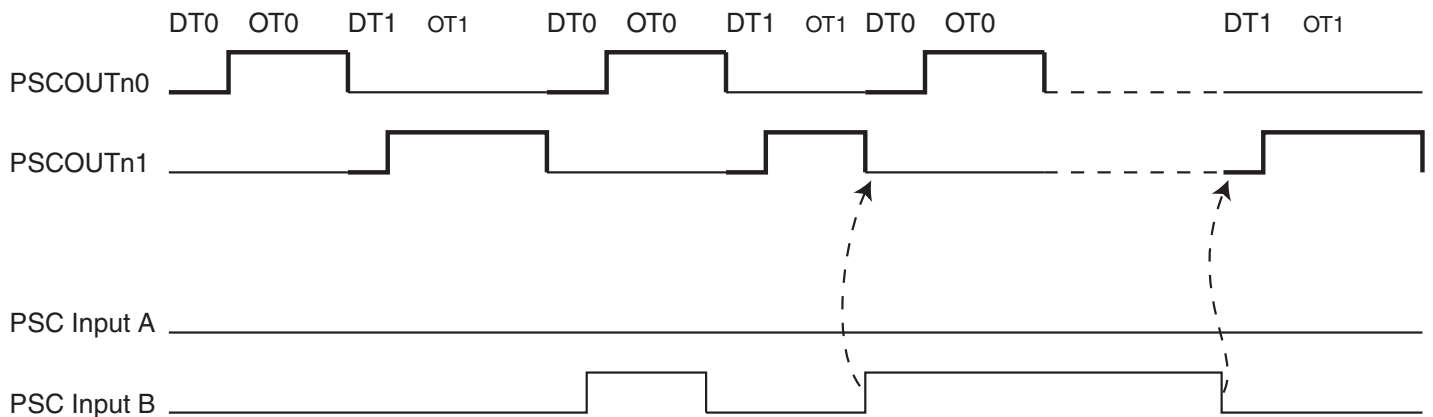 DT0 OT0 DT1 OT1 DT0 OT0 DT1 OT1 DT0 OT0 DT1 OT1
PSCOUTn0
PSCOUTn1
PSC Input A
PSC Input B